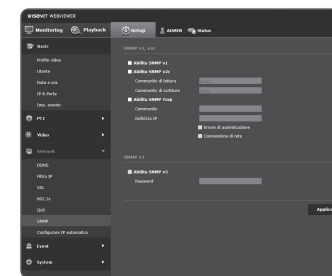 WISENET WEBVIEWER
Monitoring
Playback
Setup
ADMIN
Status
Basic
Profilo video
Utente
Data e ora
IP & Porta
Imp. evento
PTZ
Video
Network
DDNS
Filtro IP
SSL
802.1x
QoS
SNMP
Configurare IP automatica
Event
System
SNMP v1, v2c
Abilita SNMP v1
Abilita SNMP v2c
Community di lettura
Community di scrittura
Abilita SNMP Trap
Community
Indirizzo IP
Errore di autenticazione
Connessione di rete
SNMP v3
Abilita SNMP v3
Password
Applica